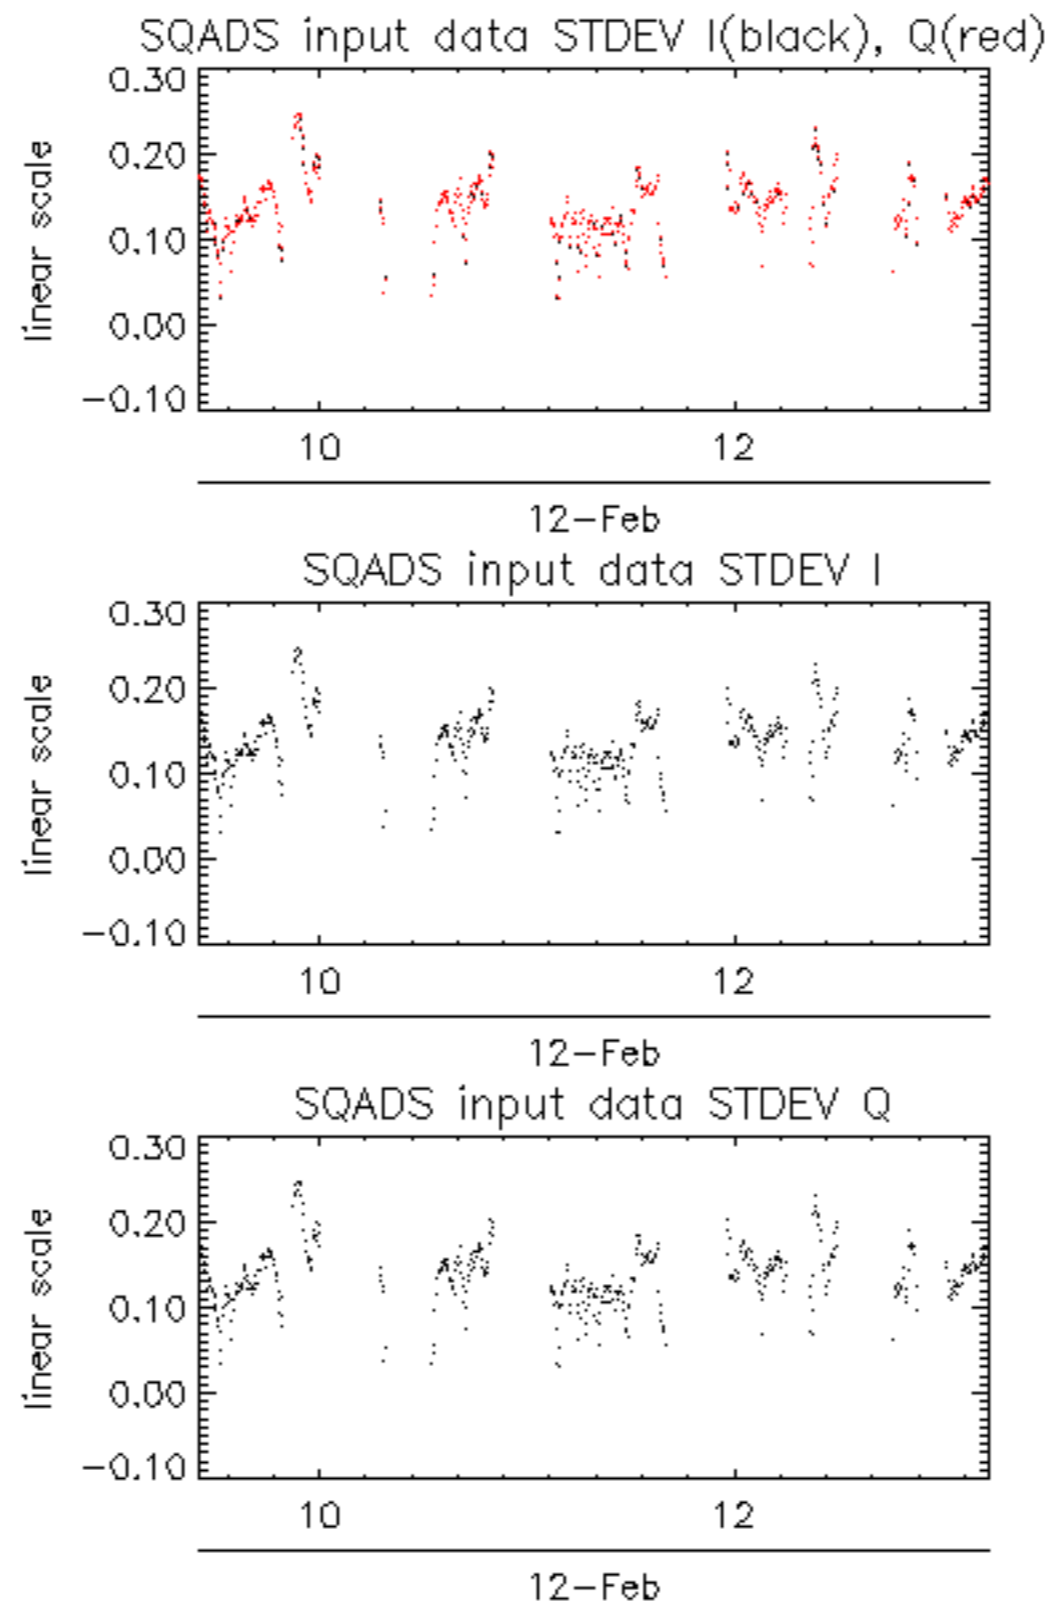 SQADS input data STDEV I(black), Q(red)
0.30
0.20
0.10
0.00
−0.10
linear scale
10 12
12−Feb
SQADS input data STDEV I
0.30
0.20
0.10
0.00
−0.10
linear scale
10 12
12−Feb
SQADS input data STDEV Q
0.30
0.20
0.10
0.00
−0.10
linear scale
10 12
12−Feb